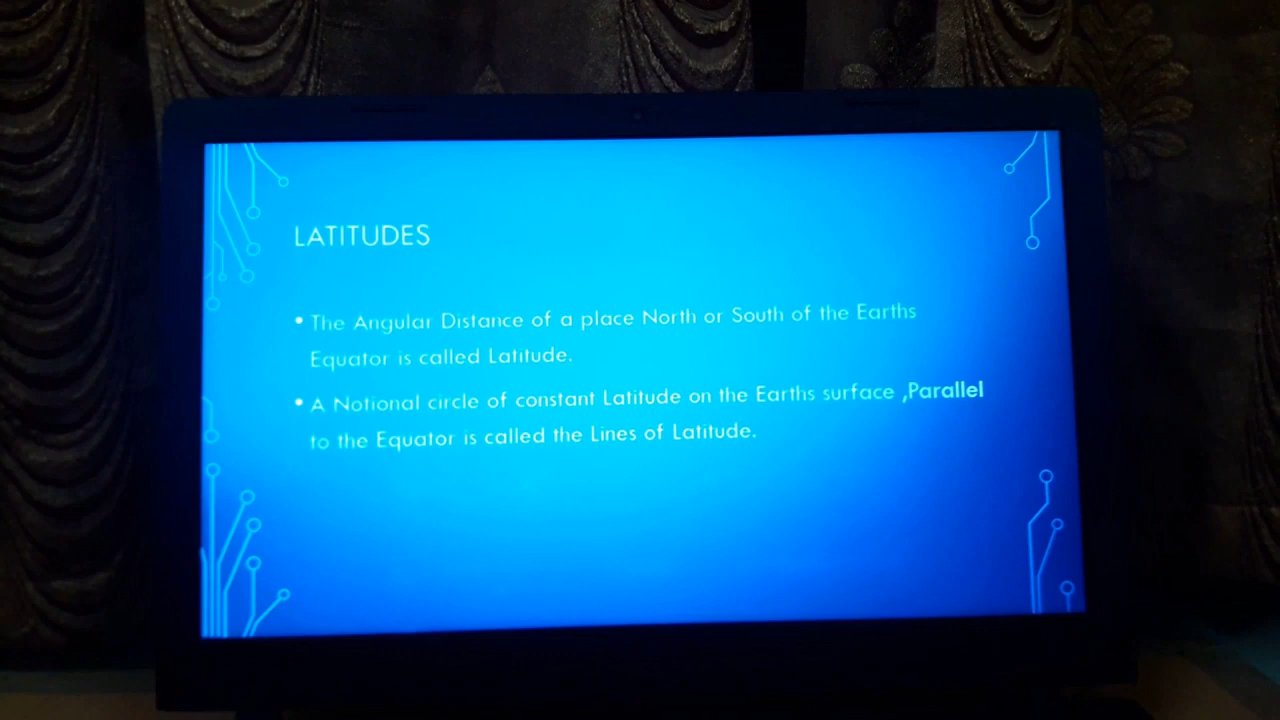 LATITUDES
• The Angular Distance of a place North or South of the Earths
Equator is called Latitude.
• A Notional circle of constant Latitude on the Earths surface ,Parallel
to the Equator is called the Lines of Latitude.